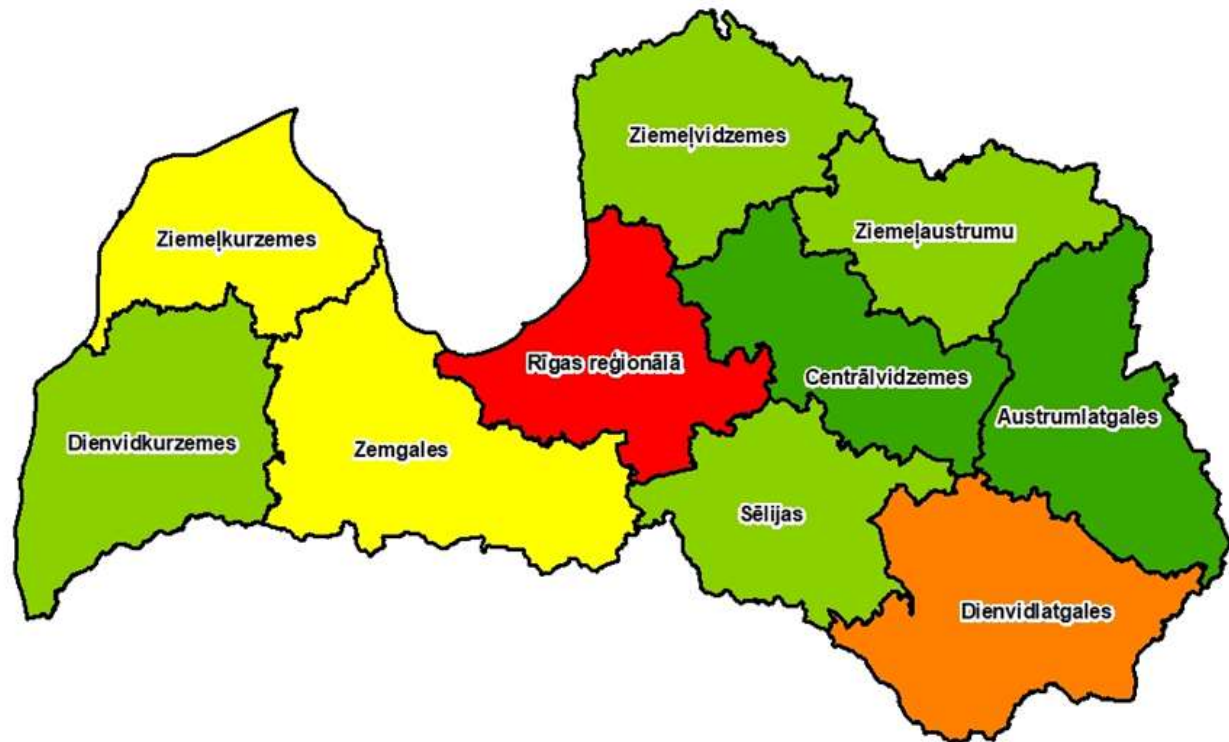 Ziemeļvidzemes
Ziemeļaustrumu
Ziemeļkurzemes
Rīgas reģionālā
Centrālvidzemes
Austrumlatgales
Dienvidkurzemes
Zemgales
Sēlijas
Dienvidlatgales